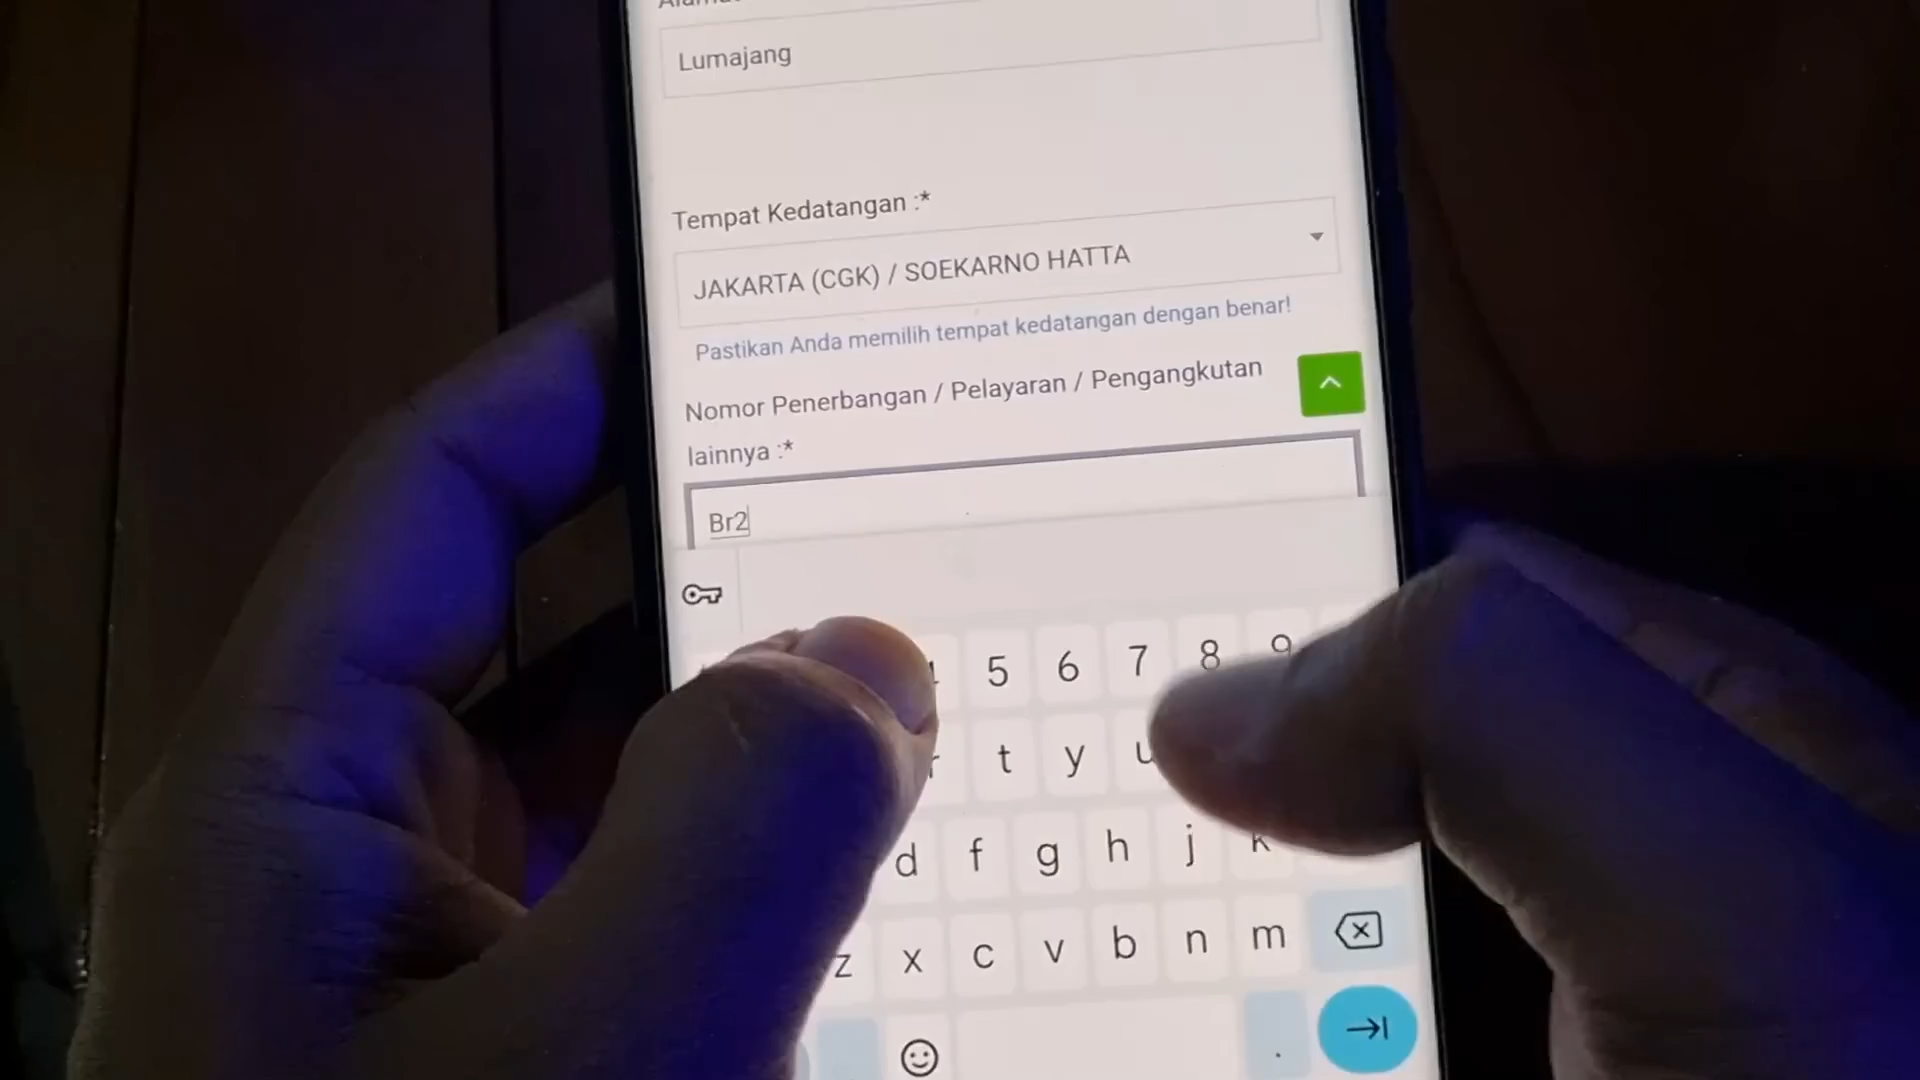 Lumajang
Tempat Kedatangan :*
JAKARTA (CGK) / SOEKARNO HATTA
Pastikan Anda memilih tempat kedatangan dengan benar!
Nomor Penerbangan / Pelayaran / Pengangkutan
lainnya :*
Br2
5 6 7 8 9
t y u
d f g h j k
z x c v b n m
.